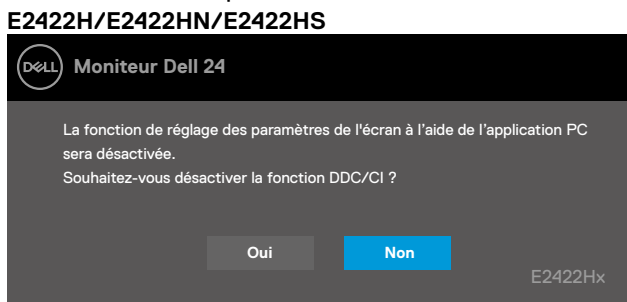 E2422H/E2422HN/E2422HS
DELL Moniteur Dell 24
La fonction de réglage des paramètres de l'écran à l’aide de l’application PC
sera désactivée.
Souhaitez-vous désactiver la fonction DDC/CI ?
Oui Non
E2422Hx